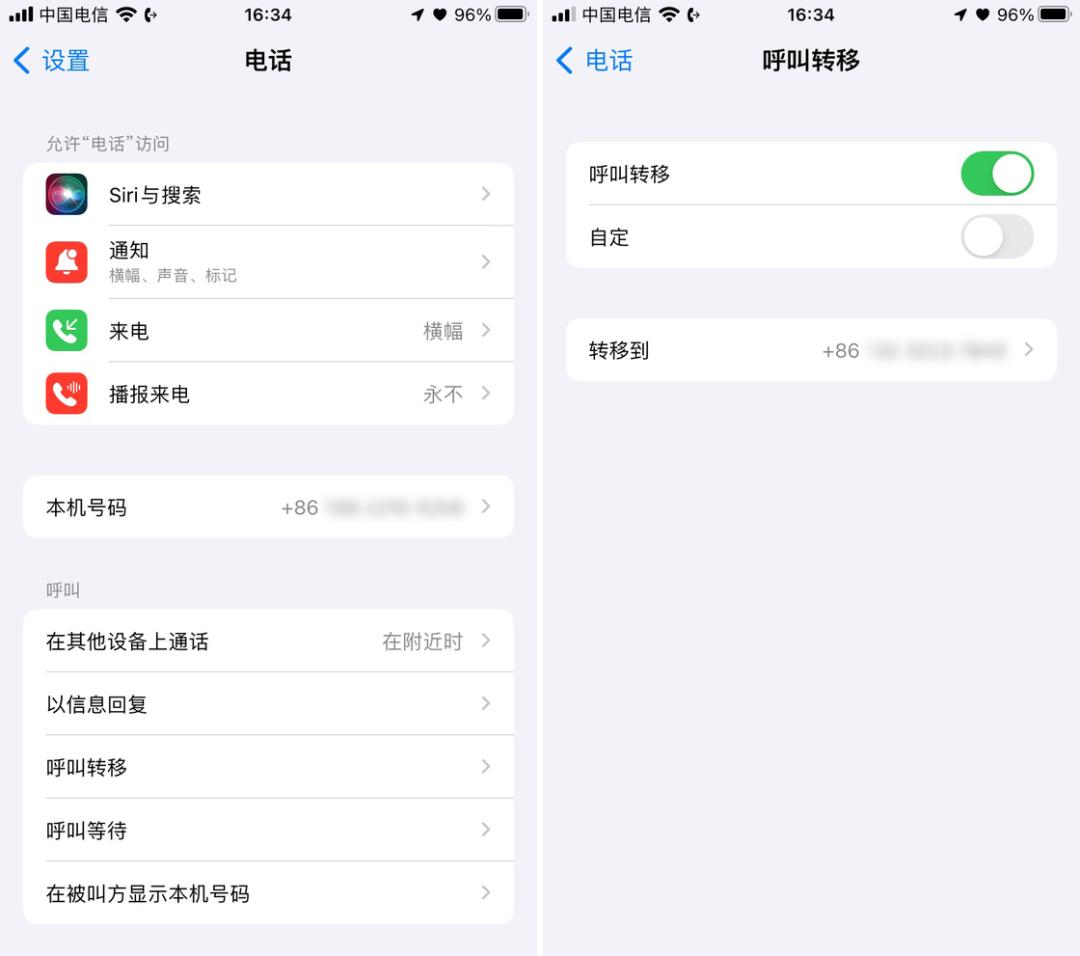 中国电信
16:34
96%
设置
电话
允许“电话”访问
Siri与搜索
通知
横幅、声音、标记
来电
横幅
播报来电
永不
本机号码
+86
呼叫
在其他设备上通话
在附近时
以信息回复
呼叫转移
呼叫等待
在被叫方显示本机号码
中国电信
16:34
96%
电话
呼叫转移
呼叫转移
自定
转移到
+86